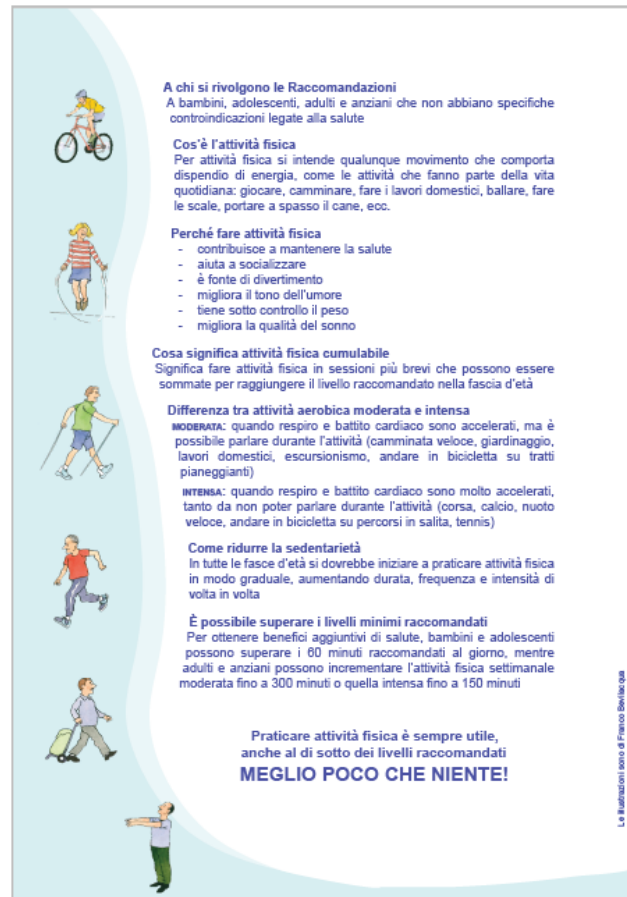 A chi si rivolgono le Raccomandazioni
A bambini, adolescenti, adulti e anziani che non abbiano specifiche
controindicazioni legate alla salute
Cos'è l'attività fisica
Per attività fisica si intende qualunque movimento che comporta
dispendio di energia, come le attività che fanno parte della vita
quotidiana: giocare, camminare, fare i lavori domestici, ballare, fare
le scale, portare a spasso il cane, ecc.
Perché fare attività fisica
- contribuisce a mantenere la salute
- aiuta a socializzare
- è fonte di divertimento
- migliora il tono dell'umore
- tiene sotto controllo il peso
- migliora la qualità del sonno
Cosa significa attività fisica cumulabile
Significa fare attività fisica in sessioni più brevi che possono essere
sommate per raggiungere il livello raccomandato nella fascia d'età
Differenza tra attività aerobica moderata e intensa
MODERATA: quando respiro e battito cardiaco sono accelerati, ma è
possibile parlare durante l'attività (camminata veloce, giardinaggio,
lavori domestici, escursionismo, andare in bicicletta su tratti
pianeggianti)
INTENSA: quando respiro e battito cardiaco sono molto accelerati,
tanto da non poter parlare durante l'attività (corsa, calcio, nuoto
veloce, andare in bicicletta su percorsi in salita, tennis)
Come ridurre la sedentarietà
In tutte le fasce d'età si dovrebbe iniziare a praticare attività fisica
in modo graduale, aumentando durata, frequenza e intensità di
volta in volta
È possibile superare i livelli minimi raccomandati
Per ottenere benefici aggiuntivi di salute, bambini e adolescenti
possono superare i 60 minuti raccomandati al giorno, mentre
adulti e anziani possono incrementare l'attività fisica settimanale
moderata fino a 300 minuti o quella intensa fino a 150 minuti
Praticare attività fisica è sempre utile,
anche al di sotto dei livelli raccomandati
MEGLIO POCO CHE NIENTE!
Le illustrazioni sono di Franco Bevilacqua